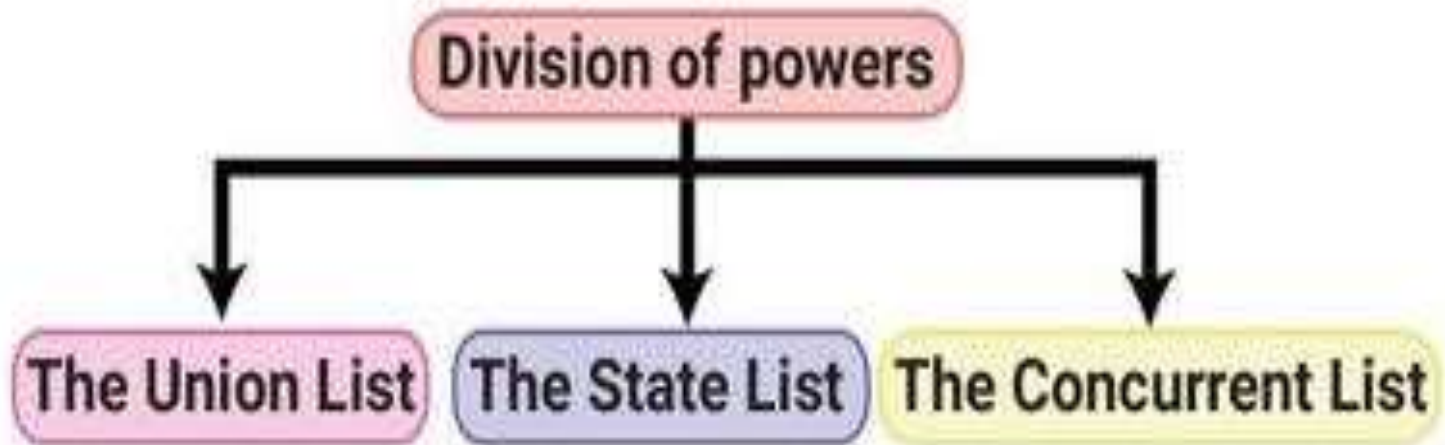 Division of powers
The Union List
The State List
The Concurrent List